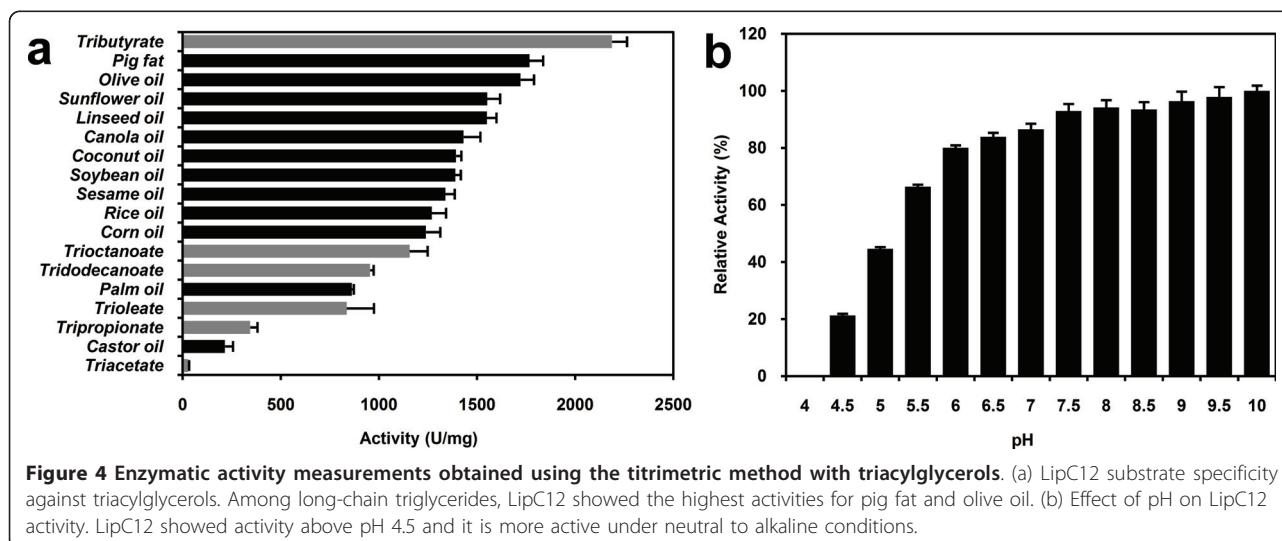 a
Tributyrate
Pig fat
Olive oil
Sunflower oil
Linseed oil
Canola oil
Coconut oil
Soybean oil
Sesame oil
Rice oil
Corn oil
Trioctanoate
Tridodecanoate
Palm oil
Trioleate
Tripropionate
Castor oil
Triacetate
0 500 1000 1500 2000 2500
Activity (U/mg)
b
120
100
80
60
40
20
0
Relative Activity (%)
4 4.5 5 5.5 6 6.5 7 7.5 8 8.5 9 9.5 10
pH
Figure 4 Enzymatic activity measurements obtained using the titrimetric method with triacylglycerols. (a) LipC12 substrate specificity
against triacylglycerols. Among long-chain triglycerides, LipC12 showed the highest activities for pig fat and olive oil. (b) Effect of pH on LipC12
activity. LipC12 showed activity above pH 4.5 and it is more active under neutral to alkaline conditions.